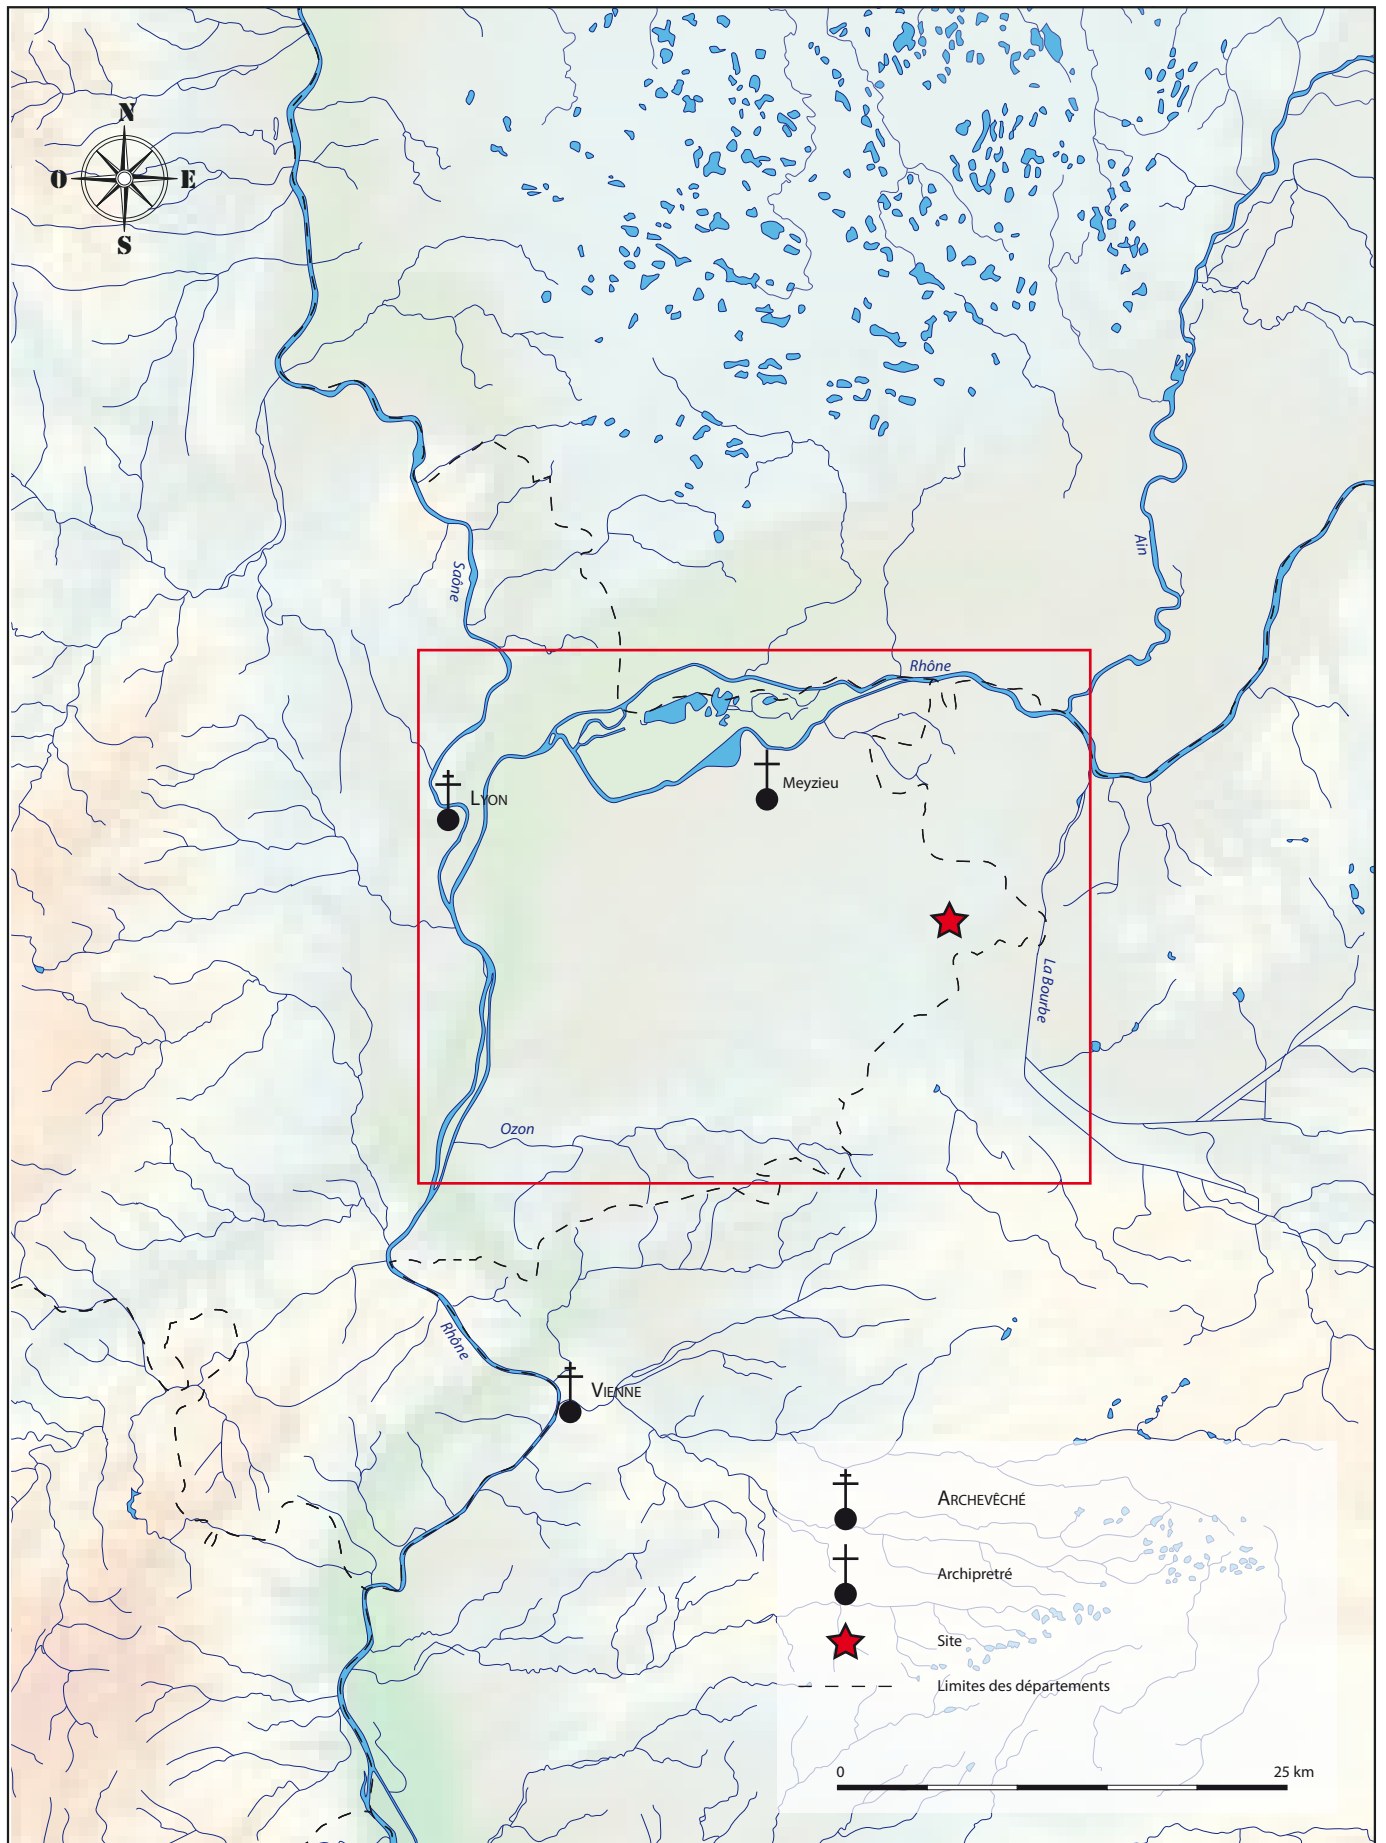 N
O E
S
Saône
Ain
Rhône
Meyzieu
LYON
La Bourbe
Ozon
Rhône
VIENNE
ARCHEVÊCHÉ
Archipretré
Site
Limites des départements
0 25 km